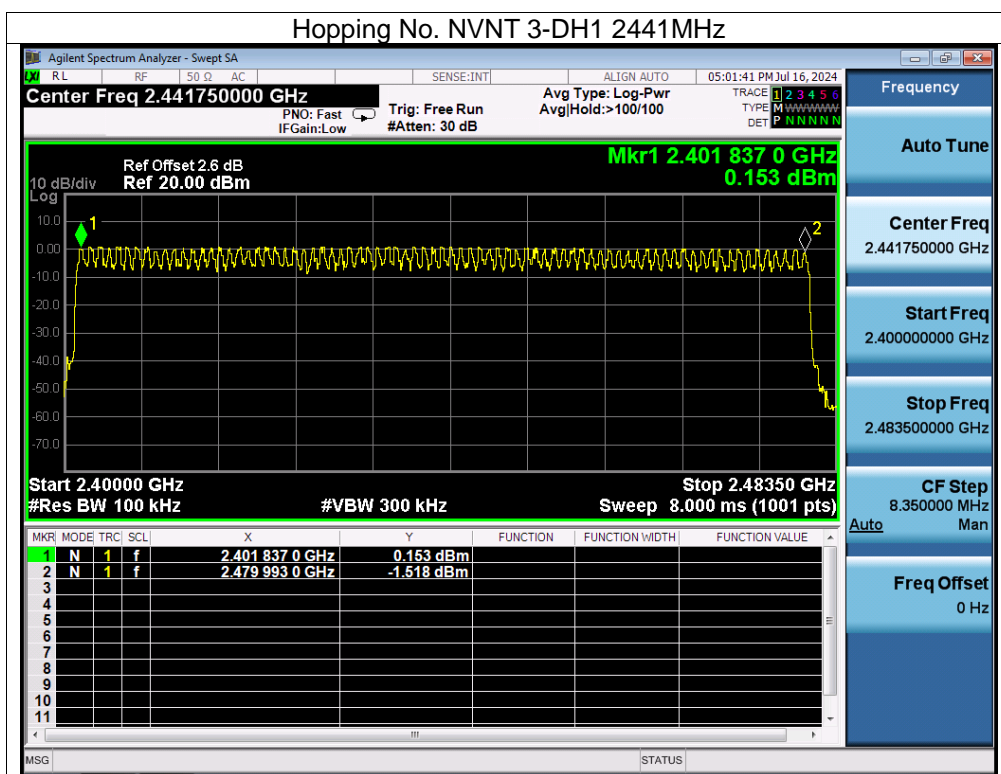 Hopping No. NVNT 3-DH1 2441MHz
Agilent Spectrum Analyzer - Swept SA
LXI RL RF 50 Ω AC SENSE:INT ALIGN AUTO 05:01:41 PM Jul 16, 2024
Center Freq 2.441750000 GHz
PNO: Fast
IFGain:Low
Trig: Free Run
#Atten: 30 dB
Avg Type: Log-Pwr
Avg|Hold:>100/100
TRACE 1 2 3 4 5 6
TYPE M WWWWW
DET P N N N N N
Ref Offset 2.6 dB
10 dB/div Ref 20.00 dBm
Log
Mkr1 2.401 837 0 GHz
0.153 dBm
10.0
0.00
-10.0
-20.0
-30.0
-40.0
-50.0
-60.0
-70.0
1
2
Start 2.40000 GHz Stop 2.48350 GHz
#Res BW 100 kHz #VBW 300 kHz Sweep 8.000 ms (1001 pts)
MKR MODE TRC SCL X Y FUNCTION FUNCTION WIDTH FUNCTION VALUE
1 N 1 f 2.401 837 0 GHz 0.153 dBm
2 N 1 f 2.479 993 0 GHz -1.518 dBm
3
4
5
6
7
8
9
10
11
MSG STATUS
Frequency
Auto Tune
Center Freq
2.441750000 GHz
Start Freq
2.400000000 GHz
Stop Freq
2.483500000 GHz
CF Step
8.350000 MHz
Auto Man
Freq Offset
0 Hz